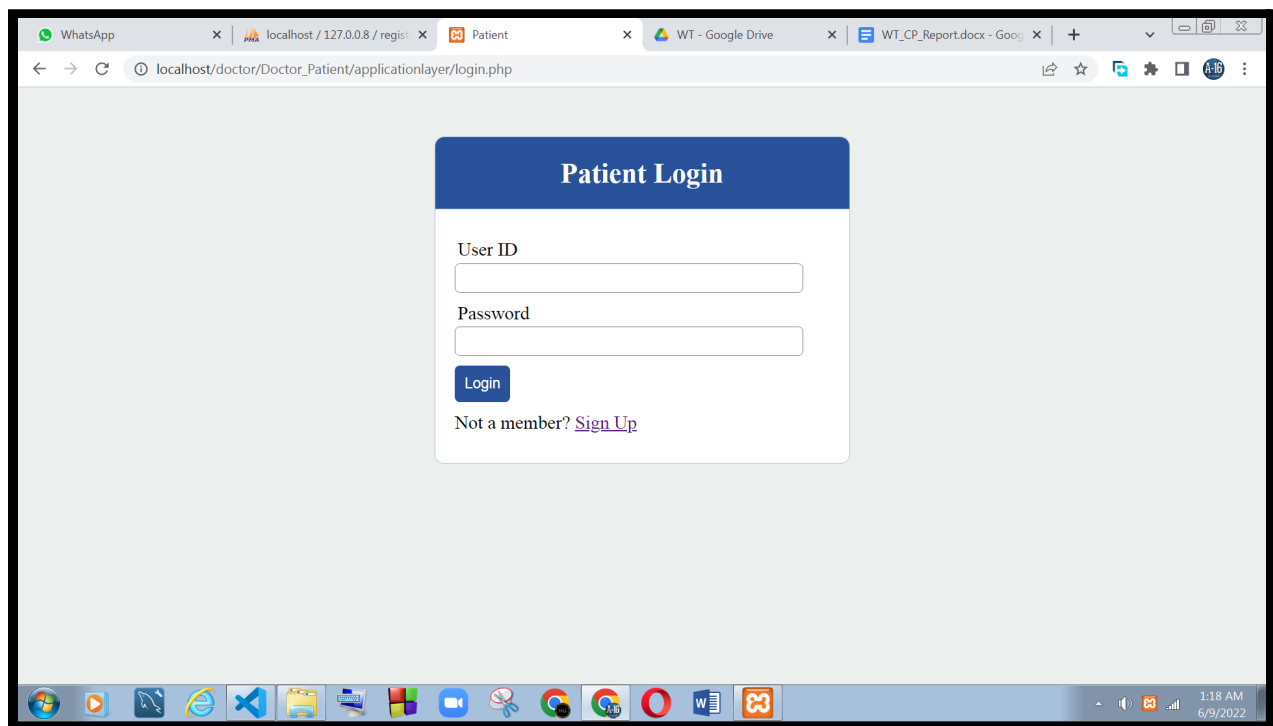 WhatsApp
localhost / 127.0.0.8 / regist
Patient
WT - Google Drive
WT_CP_Report.docx - Goog
localhost/doctor/Doctor_Patient/applicationlayer/login.php
A-16
Patient Login
User ID
Password
Login
Not a member? Sign Up
1:18 AM
6/9/2022